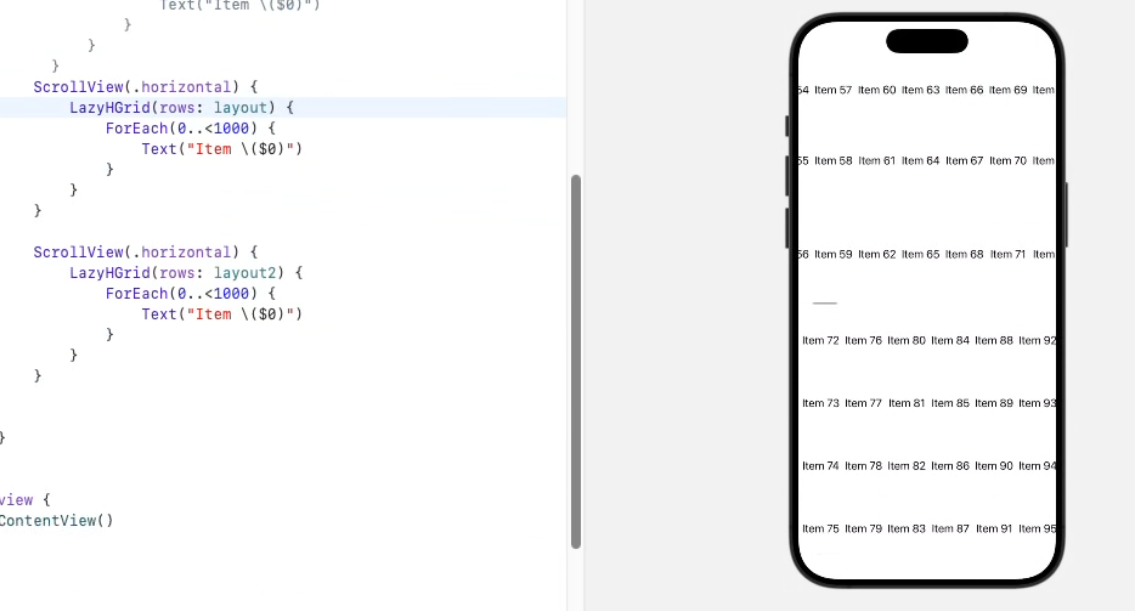 Text("Item \($0)")
}
}
}
ScrollView(.horizontal) {
LazyHGrid(rows: layout) {
ForEach(0..<1000) {
Text("Item \($0)")
}
}
}
ScrollView(.horizontal) {
LazyHGrid(rows: layout2) {
ForEach(0..<1000) {
Text("Item \($0)")
}
}
}
}
view {
ContentView()
54 Item 57 Item 60 Item 63 Item 66 Item 69 Item
55 Item 58 Item 61 Item 64 Item 67 Item 70 Item
56 Item 59 Item 62 Item 65 Item 68 Item 71 Item
Item 72 Item 76 Item 80 Item 84 Item 88 Item 92
Item 73 Item 77 Item 81 Item 85 Item 89 Item 93
Item 74 Item 78 Item 82 Item 86 Item 90 Item 94
Item 75 Item 79 Item 83 Item 87 Item 91 Item 95